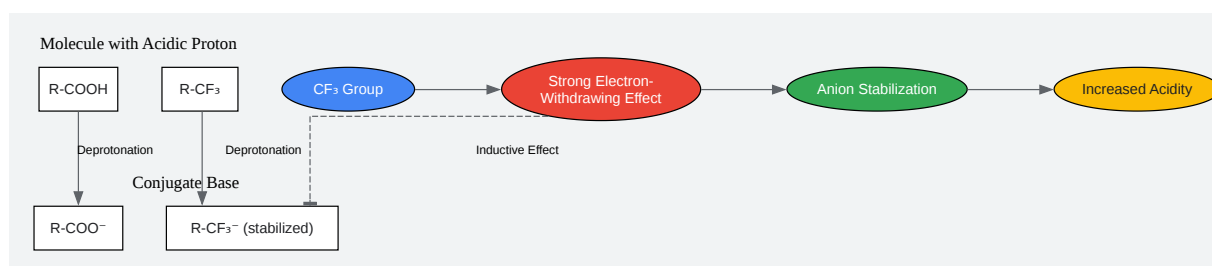 Molecule with Acidic Proton
R-COOH
R-CF₃
CF₃ Group
Strong Electron-
Withdrawing Effect
Anion Stabilization
Increased Acidity
Deprotonation
Deprotonation
Inductive Effect
Conjugate Base
R-COO⁻
R-CF₃⁻ (stabilized)